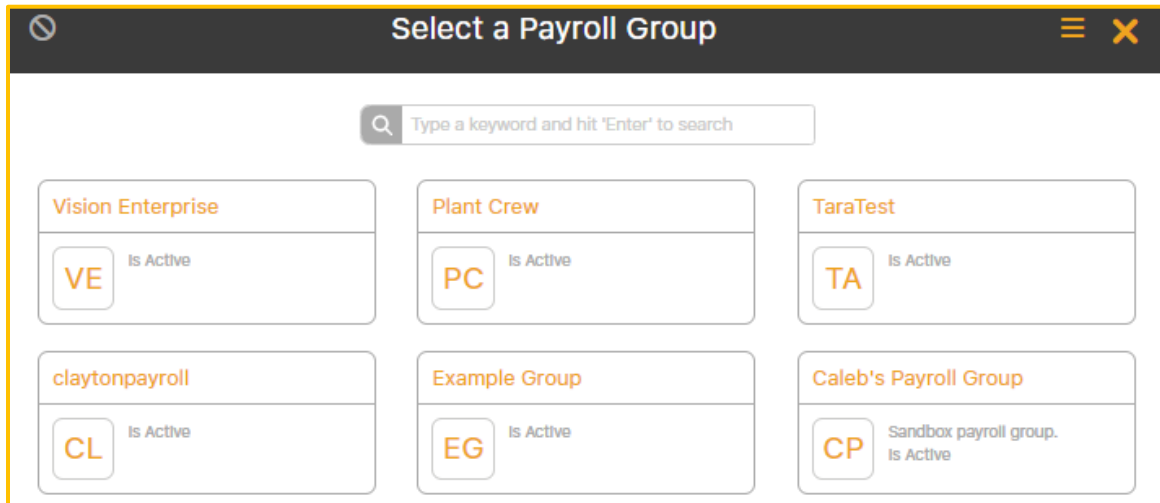 Select a Payroll Group
Type a keyword and hit 'Enter' to search
Vision Enterprise
VE
Is Active
Plant Crew
PC
Is Active
TaraTest
TA
Is Active
claytonpayroll
CL
Is Active
Example Group
EG
Is Active
Caleb's Payroll Group
CP
Sandbox payroll group.
Is Active